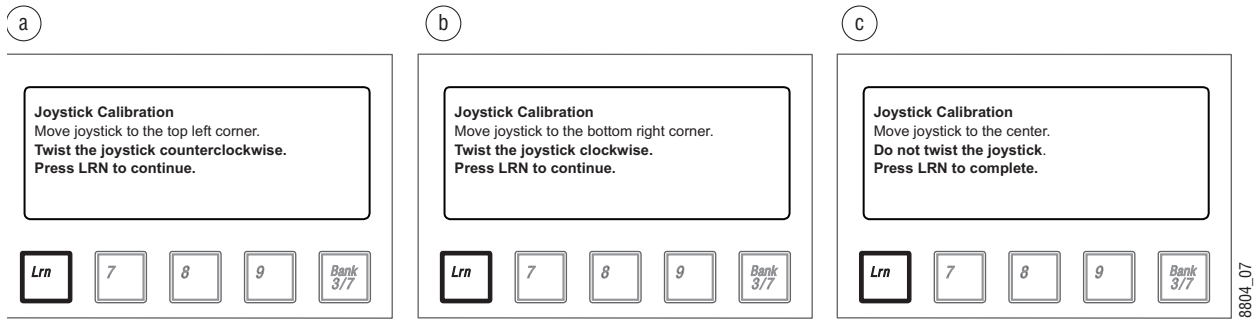 a
Joystick Calibration
Move joystick to the top left corner.
Twist the joystick counterclockwise.
Press LRN to continue.
Lrn
7
8
9
Bank
3/7
b
Joystick Calibration
Move joystick to the bottom right corner.
Twist the joystick clockwise.
Press LRN to continue.
Lrn
7
8
9
Bank
3/7
c
Joystick Calibration
Move joystick to the center.
Do not twist the joystick.
Press LRN to complete.
Lrn
7
8
9
Bank
3/7
8804_07